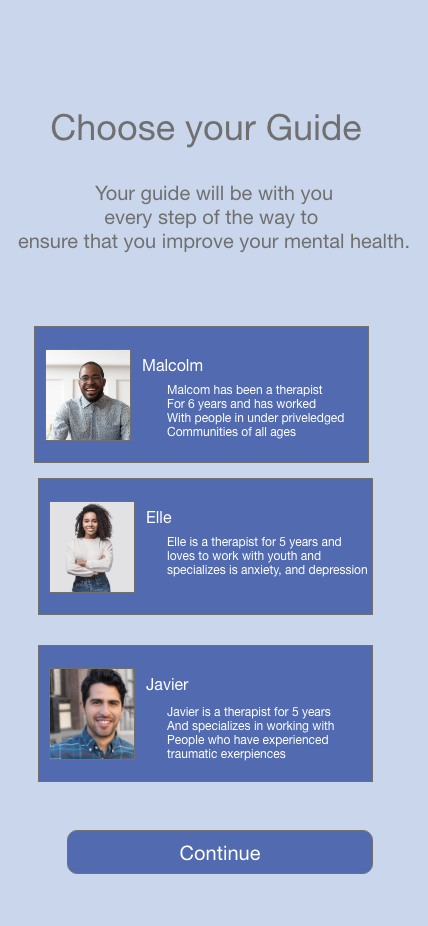 Choose your Guide
Your guide will be with you
every step of the way to
ensure that you improve your mental health.
Malcolm
Malcom has been a therapist
For 6 years and has worked
With people in under priveledged
Communities of all ages
Elle
Elle is a therapist for 5 years and
loves to work with youth and
specializes is anxiety, and depression
Javier
Javier is a therapist for 5 years
And specializes in working with
People who have experienced
traumatic exerpiences
Continue